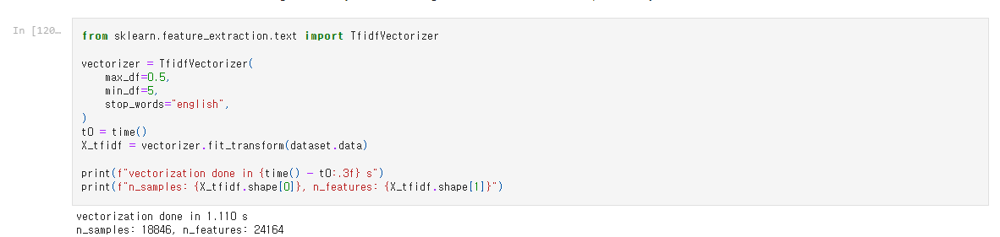 In [120…
from sklearn.feature_extraction.text import TfidfVectorizer
vectorizer = TfidfVectorizer(
    max_df=0.5,
    min_df=5,
    stop_words="english",
)
t0 = time()
X_tfidf = vectorizer.fit_transform(dataset.data)
print(f"vectorization done in {time() - t0:.3f} s")
print(f"n_samples: {X_tfidf.shape[0]}, n_features: {X_tfidf.shape[1]}")
vectorization done in 1.110 s
n_samples: 18846, n_features: 24164